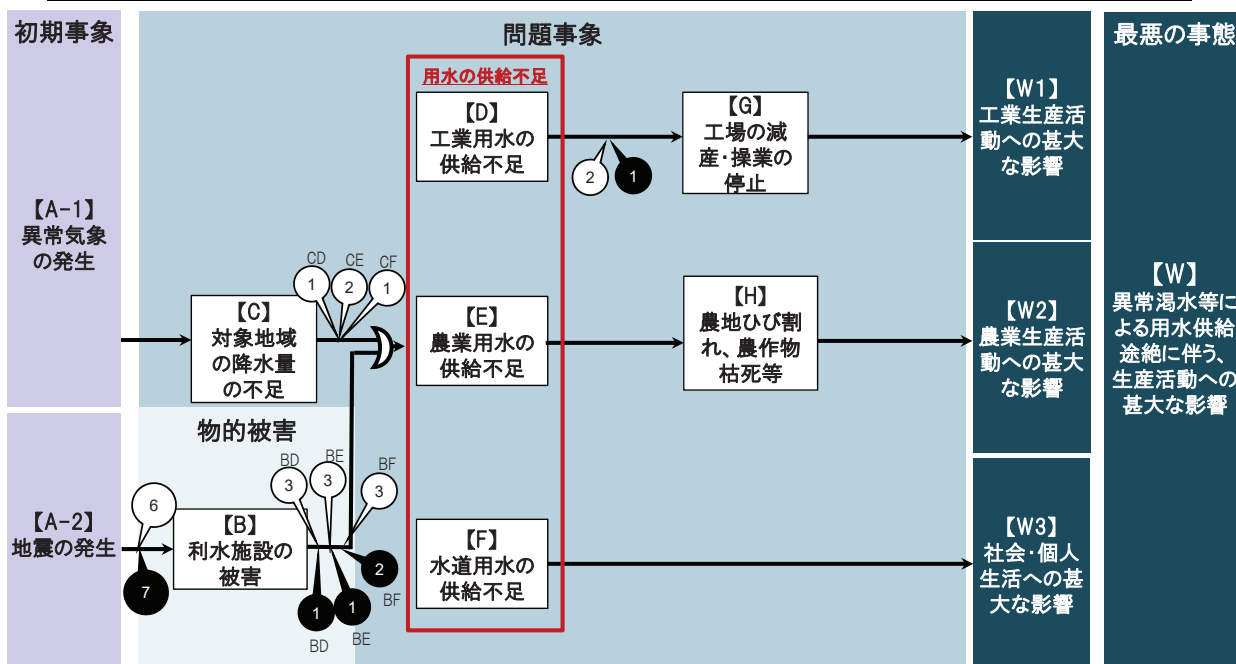 初期事象
問題事象
最悪の事態
用水の供給不足
【D】
工業用水の
供給不足
【G】
工場の減
産・操業の
停止
2
1
【W1】
工業生産活
動への甚大
な影響
【A-1】
異常気象
の発生
CD
CE
CF
1
2
1
【C】
対象地域
の降水量
の不足
【E】
農業用水の
供給不足
【H】
農地ひび割
れ、農作物
枯死等
【W2】
農業生産活
動への甚大
な影響
【W】
異常渇水等に
よる用水供給
途絶に伴う、
生産活動への
甚大な影響
物的被害
BD
BE
BF
3
3
3
6
【A-2】
地震の発生
7
【B】
利水施設の
被害
1
1
2
BD
BE
BF
【F】
水道用水の
供給不足
【W3】
社会・個人
生活への甚
大な影響